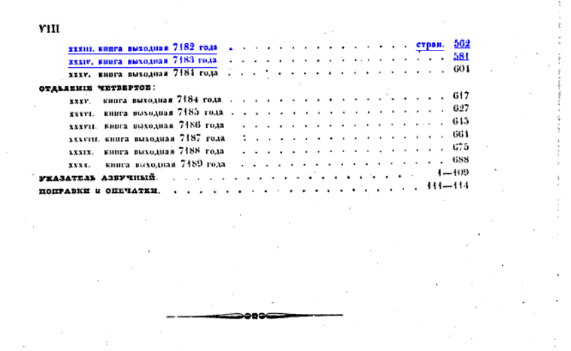 VIII
XXXIII. книга выходная 7182 года . . . . . . . . . . . . . . . . стран. 562
XXXIV. книга выходная 7183 года . . . . . . . . . . . . . . . . . . 581
XXXV. книга выходная 7184 года . . . . . . . . . . . . . . . . . . 604
ОТДѢЛЕНІЕ ЧЕТВЕРТОЕ:
XXXV. книга выходная 7184 года . . . . . . . . . . . . . . . . . . 617
XXXVI. книга выходная 7185 года . . . . . . . . . . . . . . . . . . 627
XXXVII. книга выходная 7186 года . . . . . . . . . . . . . . . . . . 645
XXXVIII. книга выходная 7187 года . . . . . . . . . . . . . . . . . . 664
XXXIX. книга выходная 7188 года . . . . . . . . . . . . . . . . . . 675
XXXX. книга выходная 7189 года . . . . . . . . . . . . . . . . . . 688
УКАЗАТЕЛЬ АЗБУЧНЫЙ . . . . . . . . . . . . . . . . . . 1—109
ПОПРАВКИ И ОПЕЧАТКИ . . . . . . . . . . . . . . . . . . 111—114